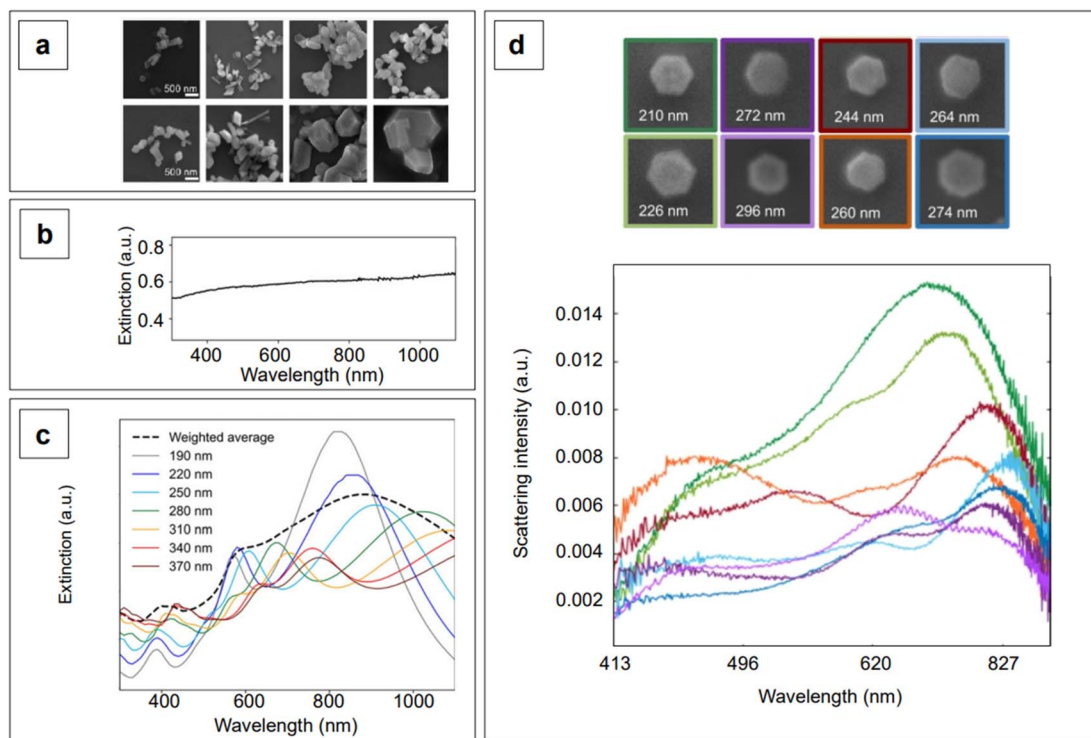 a
500 nm
500 nm
b
Extinction (a.u.)
0.8
0.6
0.4
400 600 800 1000
Wavelength (nm)
c
Extinction (a.u.)
Weighted average
190 nm
220 nm
250 nm
280 nm
310 nm
340 nm
370 nm
400 600 800 1000
Wavelength (nm)
d
210 nm 272 nm 244 nm 264 nm
226 nm 296 nm 260 nm 274 nm
Scattering intensity (a.u.)
0.014
0.012
0.010
0.008
0.006
0.004
0.002
413 496 620 827
Wavelength (nm)